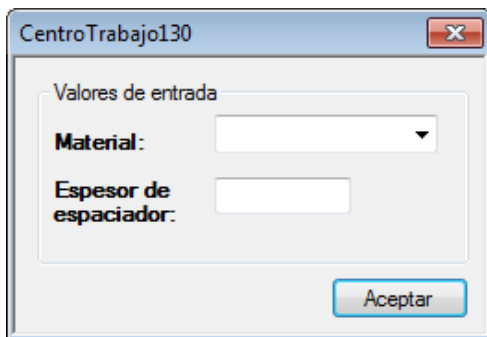 CentroTrabajo130
Valores de entrada
Material:
Espesor de
espaciador:
Aceptar